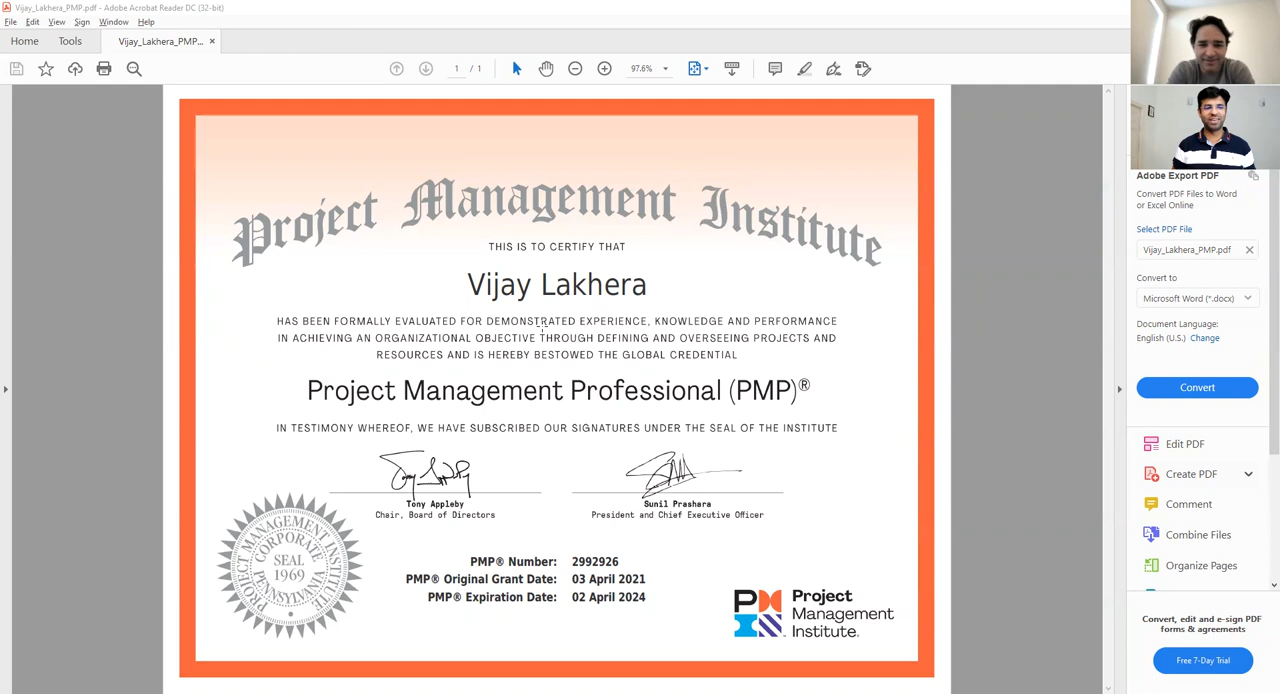 Vijay_Lakhera_PMP.pdf - Adobe Acrobat Reader DC (32-bit)
File Edit View Sign Window Help
Home Tools Vijay_Lakhera_PMP... ×
1 / 1 97.6%
Project Management Institute
THIS IS TO CERTIFY THAT
Vijay Lakhera
HAS BEEN FORMALLY EVALUATED FOR DEMONSTRATED EXPERIENCE, KNOWLEDGE AND PERFORMANCE
IN ACHIEVING AN ORGANIZATIONAL OBJECTIVE THROUGH DEFINING AND OVERSEEING PROJECTS AND
RESOURCES AND IS HEREBY BESTOWED THE GLOBAL CREDENTIAL
Project Management Professional (PMP)®
IN TESTIMONY WHEREOF, WE HAVE SUBSCRIBED OUR SIGNATURES UNDER THE SEAL OF THE INSTITUTE
Tony Appleby
Chair, Board of Directors
Sunil Prashara
President and Chief Executive Officer
PROJECT MANAGEMENT INSTITUTE
CORPORATE
SEAL
1969
PENNSYLVANIA
PMP® Number: 2992926
PMP® Original Grant Date: 03 April 2021
PMP® Expiration Date: 02 April 2024
Project
Management
Institute.
Adobe Export PDF
Convert PDF Files to Word
or Excel Online
Select PDF File
Vijay_Lakhera_PMP.pdf
Convert to
Microsoft Word (*.docx)
Document Language:
English (U.S.) Change
Convert
Edit PDF
Create PDF
Comment
Combine Files
Organize Pages
Convert, edit and e-sign PDF
forms & agreements
Free 7-Day Trial